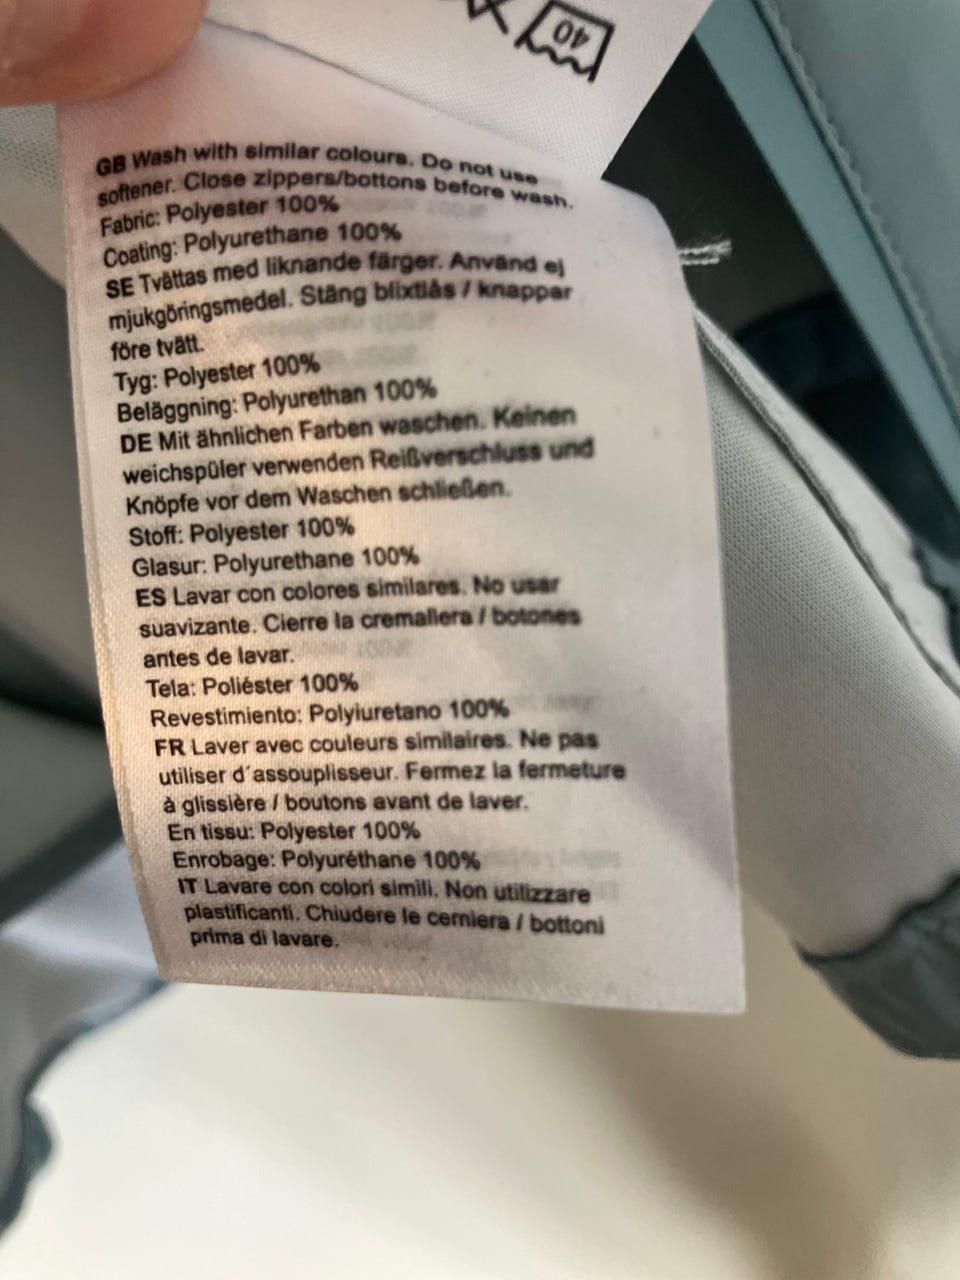 40
GB Wash with similar colours. Do not use
softener. Close zippers/bottons before wash.
Fabric: Polyester 100%
Coating: Polyurethane 100%
SE Tvättas med liknande färger. Använd ej
mjukgöringsmedel. Stäng blixtlås / knappar
före tvätt.
Tyg: Polyester 100%
Beläggning: Polyurethan 100%
DE Mit ähnlichen Farben waschen. Keinen
weichspüler verwenden Reißverschluss und
Knöpfe vor dem Waschen schließen.
Stoff: Polyester 100%
Glasur: Polyurethane 100%
ES Lavar con colores similares. No usar
suavizante. Cierre la cremallera / botones
antes de lavar.
Tela: Poliéster 100%
Revestimiento: Polyiuretano 100%
FR Laver avec couleurs similaires. Ne pas
utiliser d´assouplisseur. Fermez la fermeture
à glissière / boutons avant de laver.
En tissu: Polyester 100%
Enrobage: Polyuréthane 100%
IT Lavare con colori simili. Non utilizzare
plastificanti. Chiudere le cerniera / bottoni
prima di lavare.